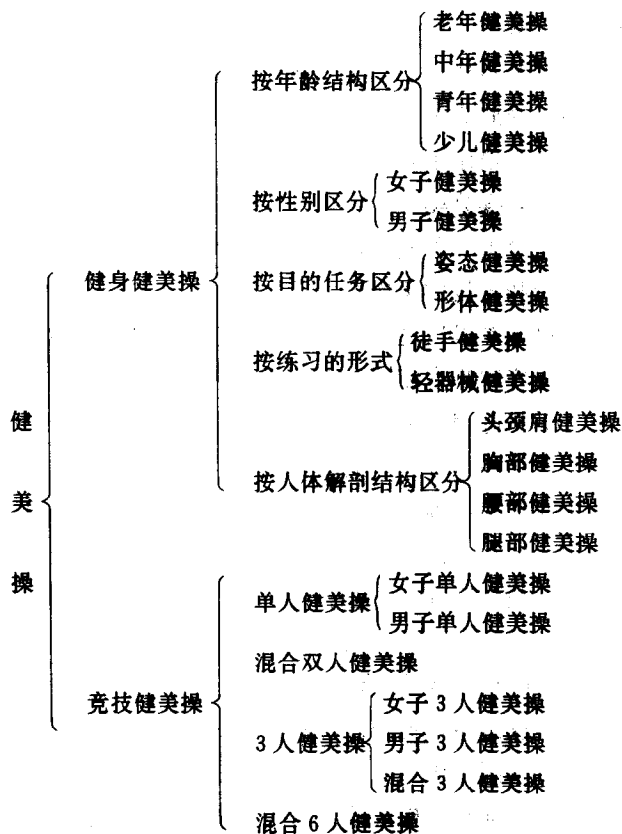 健美操
健身健美操
按年龄结构区分
老年健美操
中年健美操
青年健美操
少儿健美操
按性别区分
女子健美操
男子健美操
按目的任务区分
姿态健美操
形体健美操
按练习的形式
徒手健美操
轻器械健美操
按人体解剖结构区分
头颈肩健美操
胸部健美操
腰部健美操
腿部健美操
竞技健美操
单人健美操
女子单人健美操
男子单人健美操
混合双人健美操
3人健美操
女子3人健美操
男子3人健美操
混合3人健美操
混合6人健美操